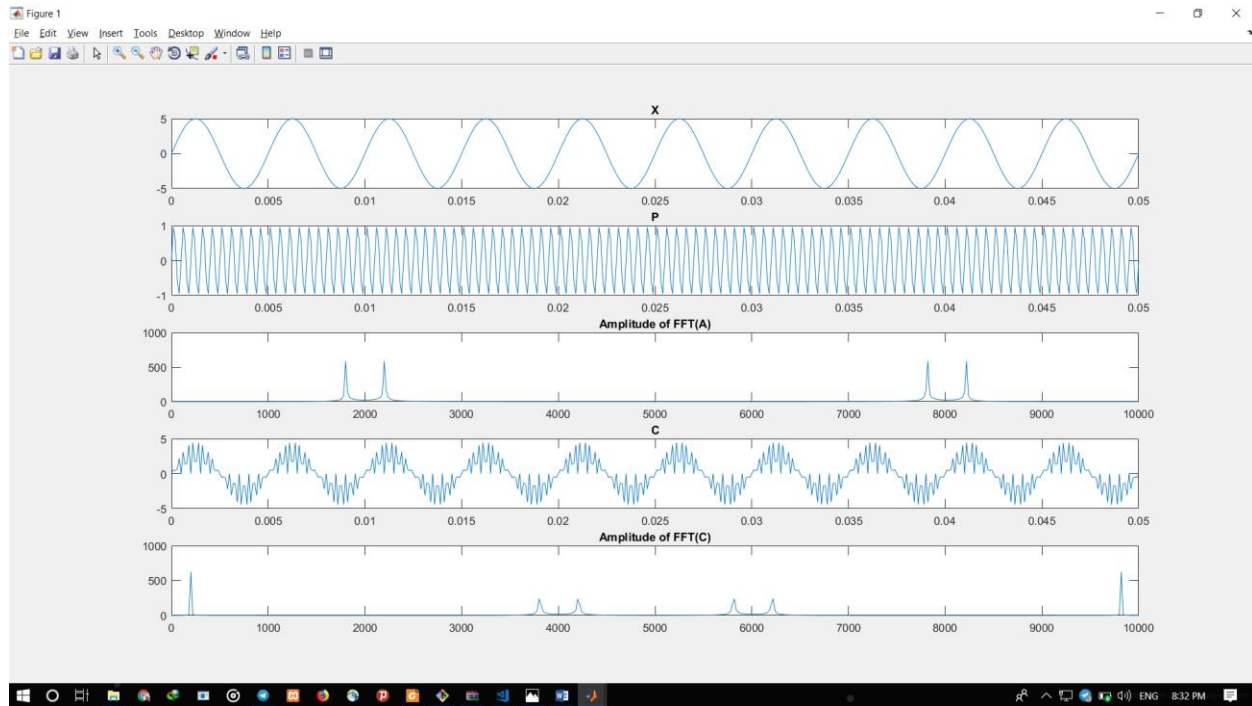 Figure 1
File Edit View Insert Tools Desktop Window Help
X
5
0
-5
0 0.005 0.01 0.015 0.02 0.025 0.03 0.035 0.04 0.045 0.05
P
1
0
-1
0 0.005 0.01 0.015 0.02 0.025 0.03 0.035 0.04 0.045 0.05
Amplitude of FFT(A)
1000
500
0
0 1000 2000 3000 4000 5000 6000 7000 8000 9000 10000
C
5
0
-5
0 0.005 0.01 0.015 0.02 0.025 0.03 0.035 0.04 0.045 0.05
Amplitude of FFT(C)
1000
500
0
0 1000 2000 3000 4000 5000 6000 7000 8000 9000 10000
ENG 8:32 PM